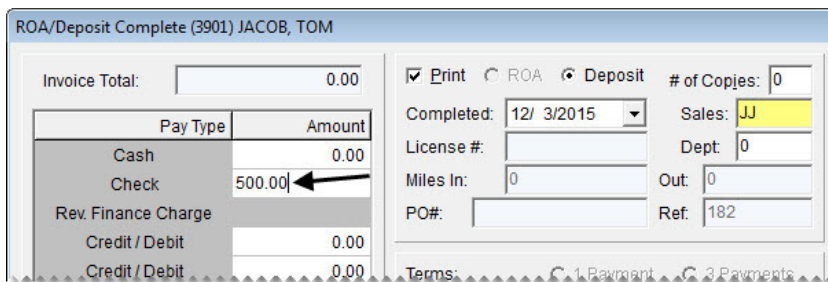 ROA/Deposit Complete (3901) JACOB, TOM
Invoice Total: 0.00
Pay Type Amount
Cash 0.00
Check 500.00
Rev. Finance Charge
Credit / Debit 0.00
Credit / Debit 0.00
Print ROA Deposit # of Copies: 0
Completed: 12/ 3/2015 Sales: JJ
License #: Dept: 0
Miles In: 0 Out: 0
PO#: Ref: 182
Terms: 1 Payment 3 Payments